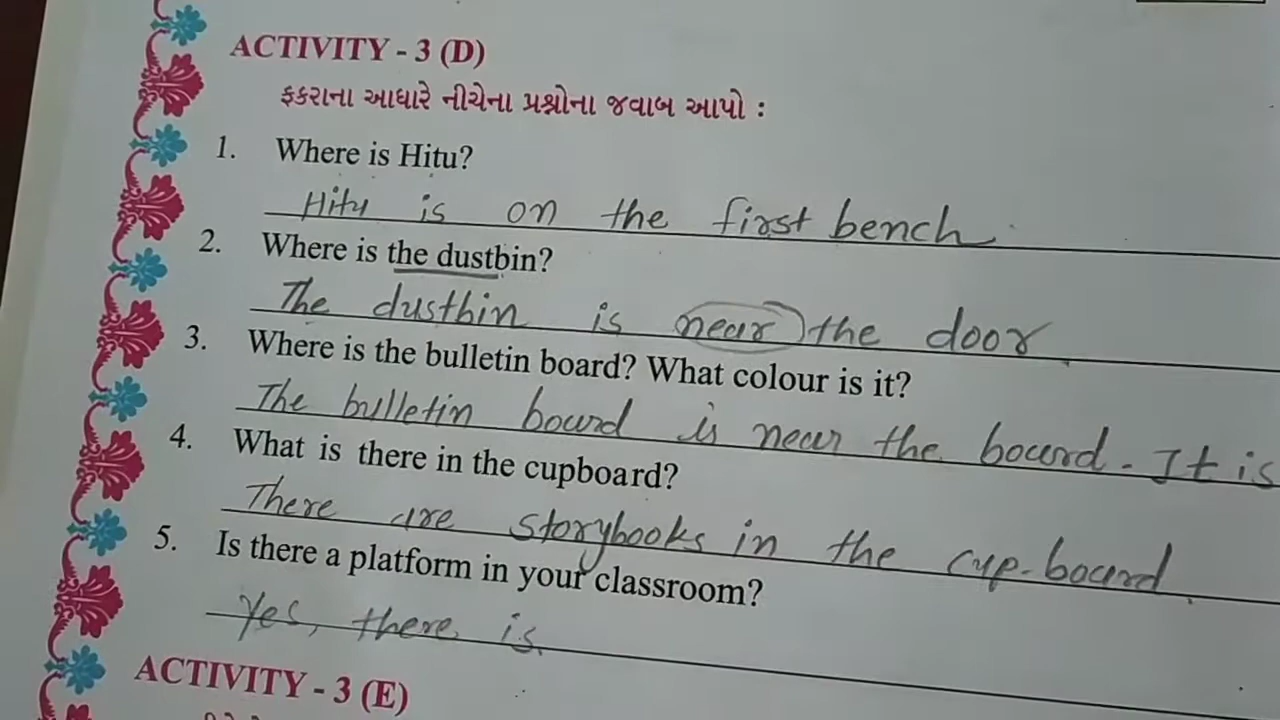 ACTIVITY - 3 (D)
ફકરાના આધારે નીચેના પ્રશ્નોના જવાબ આપો :
1. Where is Hitu?
Hitu is on the first bench.
2. Where is the dustbin?
The dustbin is near the door.
3. Where is the bulletin board? What colour is it?
The bulletin board is near the board. It is
4. What is there in the cupboard?
There are storybooks in the cup-board.
5. Is there a platform in your classroom?
Yes, there is.
ACTIVITY - 3 (E)